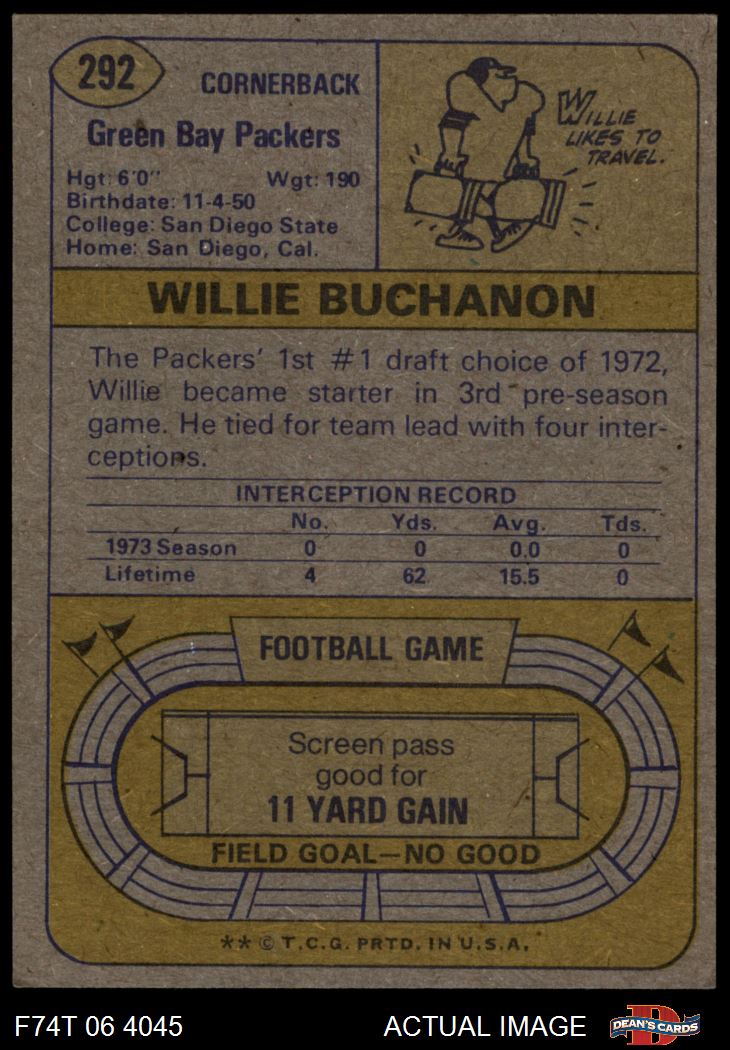 292
CORNERBACK
Green Bay Packers
Hgt: 6'0" Wgt: 190
Birthdate: 11-4-50
College: San Diego State
Home: San Diego, Cal.
WILLIE
LIKES TO
TRAVEL.
WILLIE BUCHANON
The Packers' 1st #1 draft choice of 1972,
Willie became starter in 3rd pre-season
game. He tied for team lead with four inter-
ceptions.
INTERCEPTION RECORD
No. Yds. Avg. Tds.
1973 Season 0 0 0.0 0
Lifetime 4 62 15.5 0
FOOTBALL GAME
Screen pass
good for
11 YARD GAIN
FIELD GOAL—NO GOOD
** © T.C.G. PRTD. IN U.S.A.
F74T 06 4045 ACTUAL IMAGE
D
DEAN'S CARDS